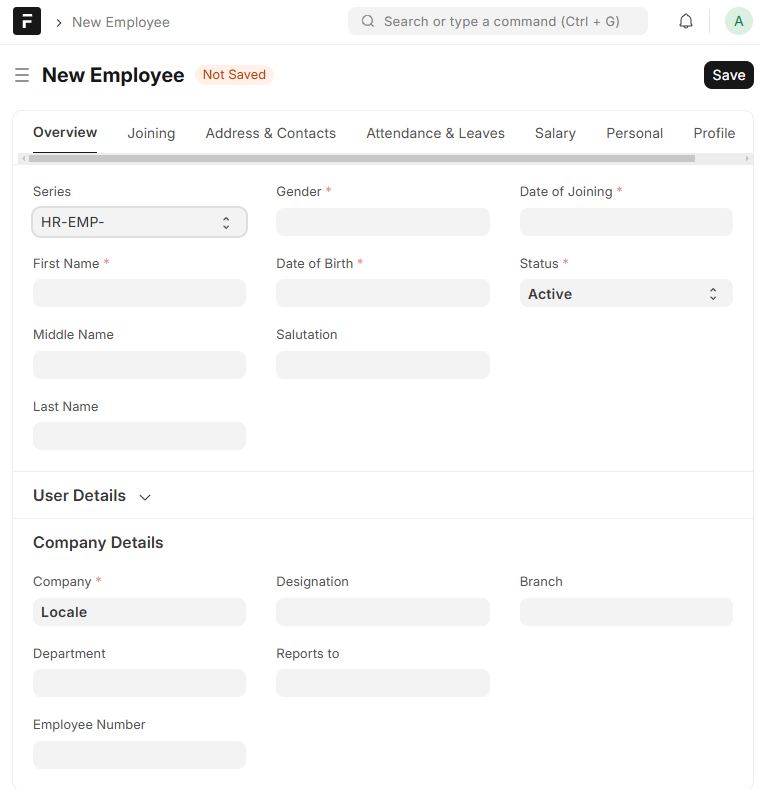 New Employee
Search or type a command (Ctrl + G)
A
New Employee
Not Saved
Save
Overview
Joining
Address & Contacts
Attendance & Leaves
Salary
Personal
Profile
Series
Gender *
Date of Joining *
HR-EMP-
First Name *
Date of Birth *
Status *
Active
Middle Name
Salutation
Last Name
User Details
Company Details
Company *
Designation
Branch
Locale
Department
Reports to
Employee Number